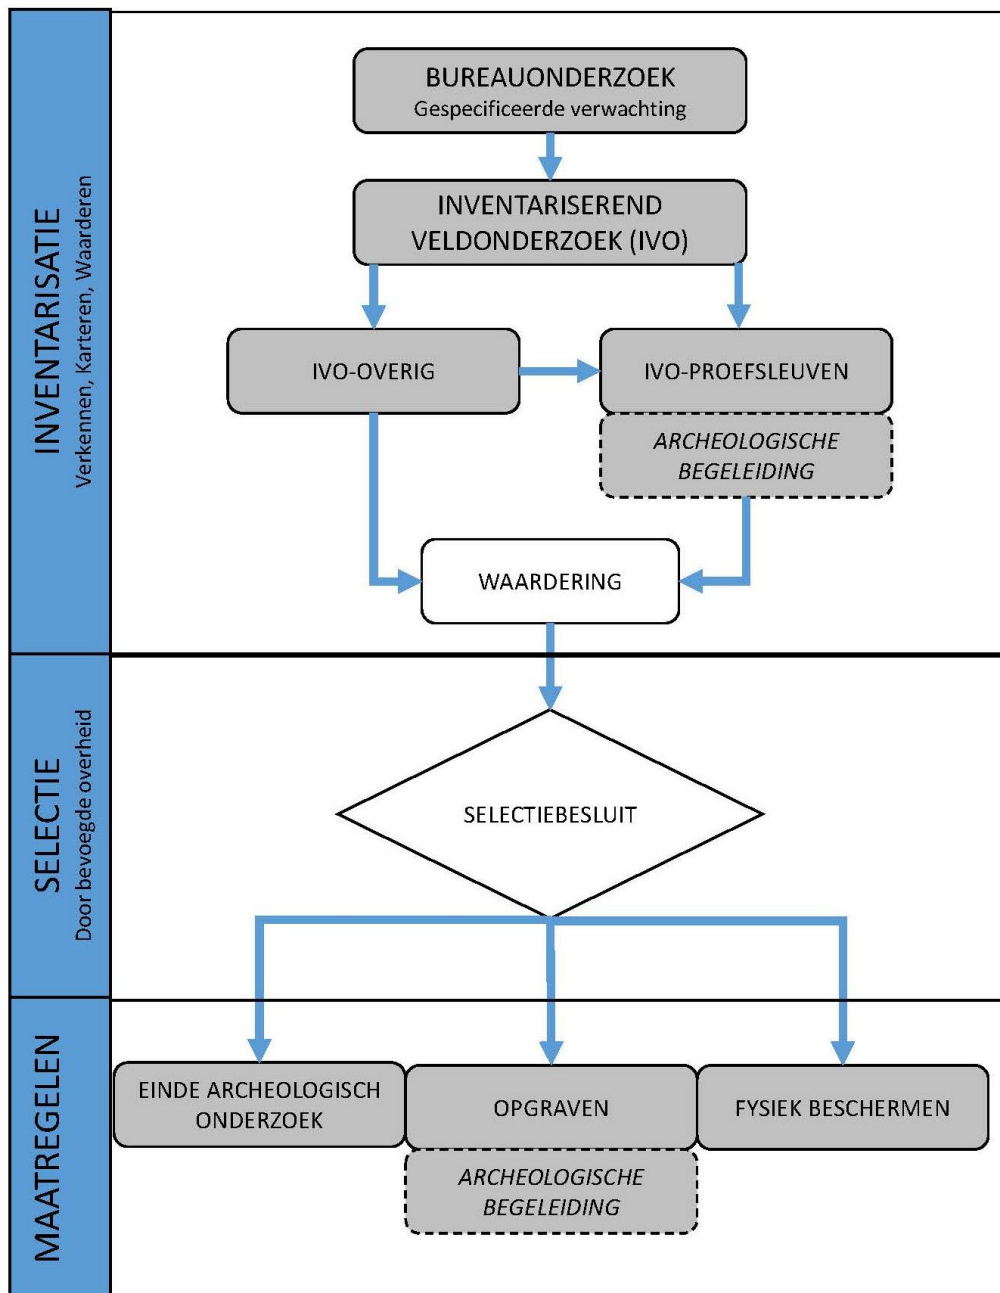 INVENTARISATIE
Verkennen, Karteren, Waarderen
BUREAUONDERZOEK
Gespecificeerde verwachting
INVENTARISEREND
VELDONDERZOEK (IVO)
IVO-OVERIG
IVO-PROEFSLEUVEN
ARCHEOLOGISCHE
BEGELEIDING
WAARDERING
SELECTIE
Door bevoegde overheid
SELECTIEBESLUIT
MAATREGELEN
EINDE ARCHEOLOGISCH
ONDERZOEK
OPGRAVEN
ARCHEOLOGISCHE
BEGELEIDING
FYSIEK BESCHERMEN